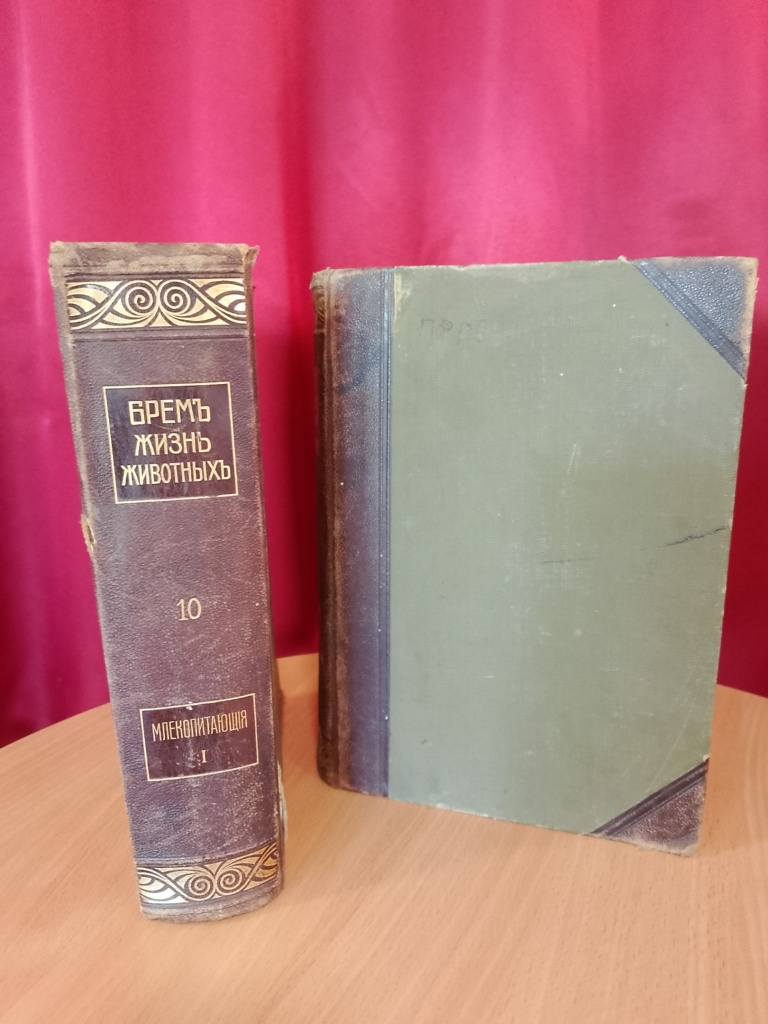 БРЕМЪ
ЖИЗНЬ
ЖИВОТНЫХЪ
10
МЛЕКОПИТАЮЩІЯ
I